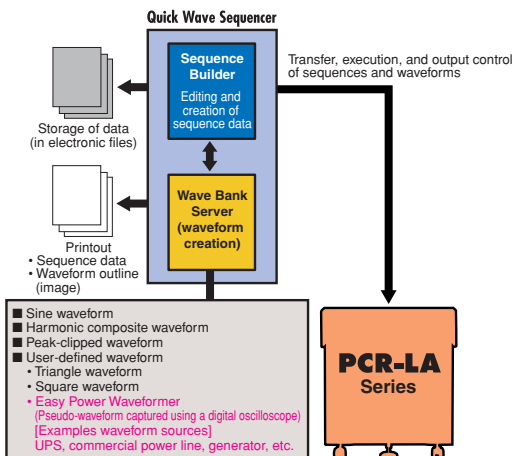 Quick Wave Sequencer
Sequence
Builder
Editing and
creation of
sequence data
Transfer, execution, and output control
of sequences and waveforms
Storage of data
(in electronic files)
Wave Bank
Server
(waveform
creation)
Printout
• Sequence data
• Waveform outline
(image)
■ Sine waveform
■ Harmonic composite waveform
■ Peak-clipped waveform
■ User-defined waveform
• Triangle waveform
• Square waveform
• Easy Power Waveformer
(Pseudo-waveform captured using a digital oscilloscope)
[Examples waveform sources]
UPS, commercial power line, generator, etc.
PCR-LA
Series